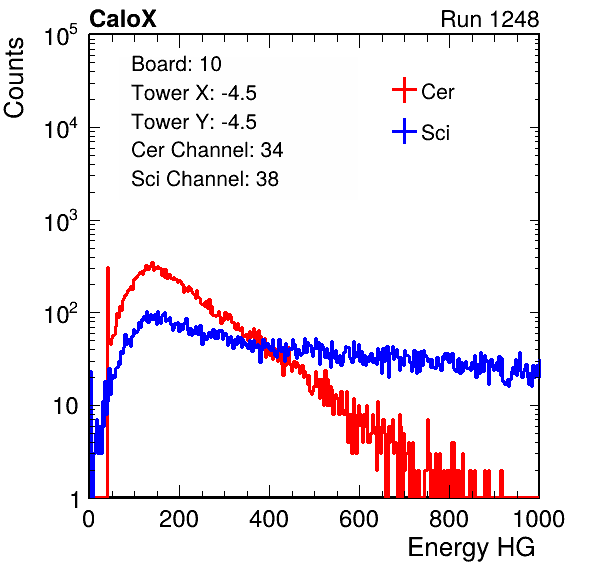 CaloX Run 1248
Counts
10^5
Board: 10
Tower X: -4.5
Tower Y: -4.5
Cer Channel: 34
Sci Channel: 38
Cer
Sci
10^4
10^3
10^2
10
1
0 200 400 600 800 1000
Energy HG